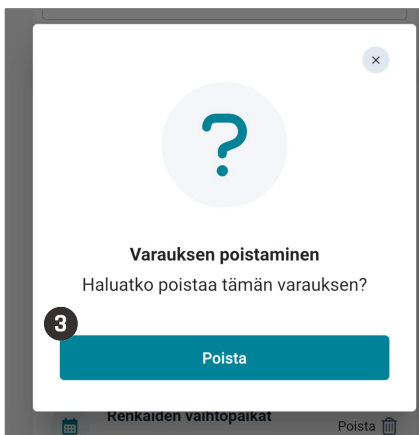 ?
Varauksen poistaminen
Haluatko poistaa tämän varauksen?
3
Poista
Renkaiden vaihtopaikat
Poista